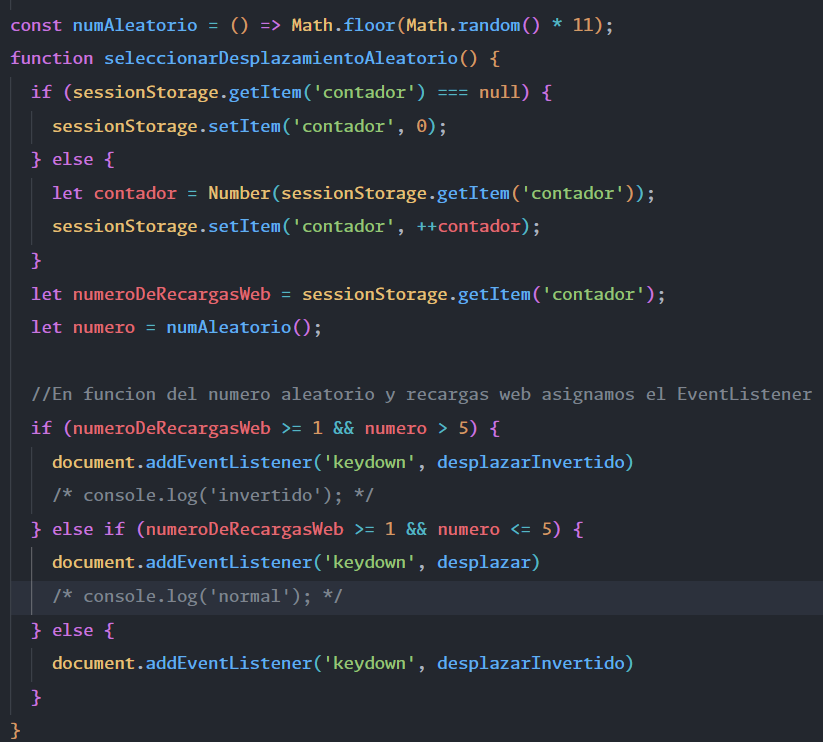 const numAleatorio = () => Math.floor(Math.random() * 11);
function seleccionarDesplazamientoAleatorio() {
  if (sessionStorage.getItem('contador') === null) {
    sessionStorage.setItem('contador', 0);
  } else {
    let contador = Number(sessionStorage.getItem('contador'));
    sessionStorage.setItem('contador', ++contador);
  }
  let numeroDeRecargasWeb = sessionStorage.getItem('contador');
  let numero = numAleatorio();

  //En funcion del numero aleatorio y recargas web asignamos el EventListener
  if (numeroDeRecargasWeb >= 1 && numero > 5) {
    document.addEventListener('keydown', desplazarInvertido)
    /* console.log('invertido'); */
  } else if (numeroDeRecargasWeb >= 1 && numero <= 5) {
    document.addEventListener('keydown', desplazar)
    /* console.log('normal'); */
  } else {
    document.addEventListener('keydown', desplazarInvertido)
  }
}